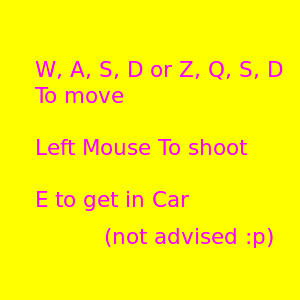 W, A, S, D or Z, Q, S, D
To move
Left Mouse To shoot
E to get in Car
(not advised :p)